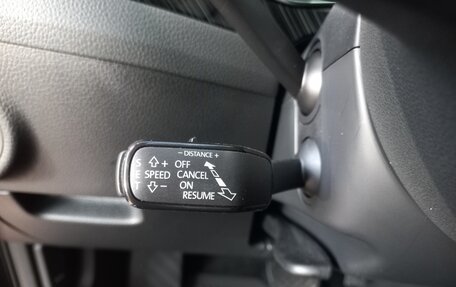 − DISTANCE +
S + OFF
E SPEED CANCEL
T − ON
RESUME